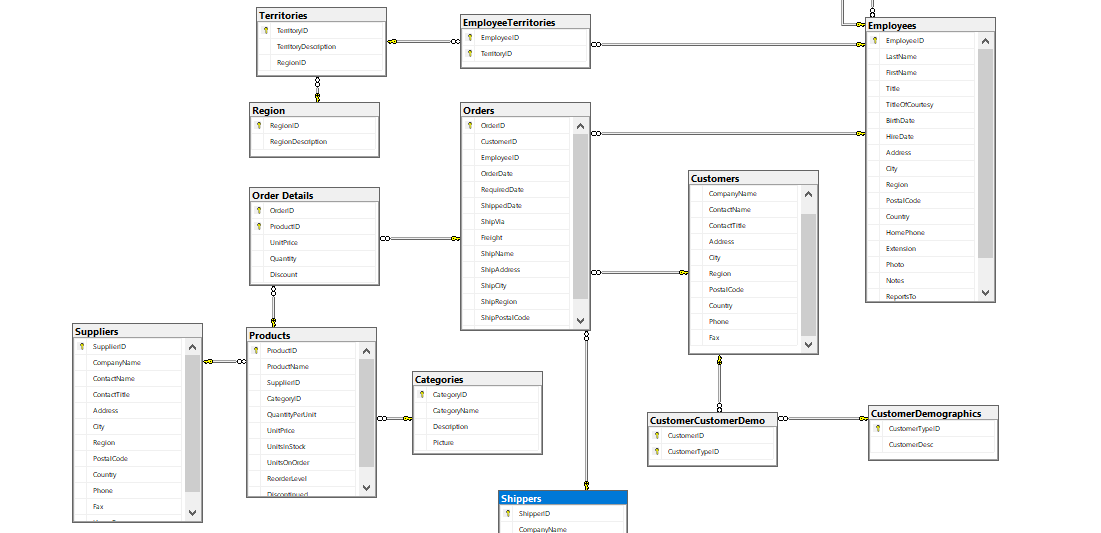 Territories
TerritoryID
TerritoryDescription
RegionID
EmployeeTerritories
EmployeeID
TerritoryID
Employees
EmployeeID
LastName
FirstName
Title
TitleOfCourtesy
BirthDate
HireDate
Address
City
Region
PostalCode
Country
HomePhone
Extension
Photo
Notes
ReportsTo
Region
RegionID
RegionDescription
Orders
OrderID
CustomerID
EmployeeID
OrderDate
RequiredDate
ShippedDate
ShipVia
Freight
ShipName
ShipAddress
ShipCity
ShipRegion
ShipPostalCode
Customers
CompanyName
ContactName
ContactTitle
Address
City
Region
PostalCode
Country
Phone
Fax
Order Details
OrderID
ProductID
UnitPrice
Quantity
Discount
Suppliers
SupplierID
CompanyName
ContactName
ContactTitle
Address
City
Region
PostalCode
Country
Phone
Fax
Products
ProductID
ProductName
SupplierID
CategoryID
QuantityPerUnit
UnitPrice
UnitsInStock
UnitsOnOrder
ReorderLevel
Discontinued
Categories
CategoryID
CategoryName
Description
Picture
CustomerCustomerDemo
CustomerID
CustomerTypeID
CustomerDemographics
CustomerTypeID
CustomerDesc
Shippers
ShipperID
CompanyName